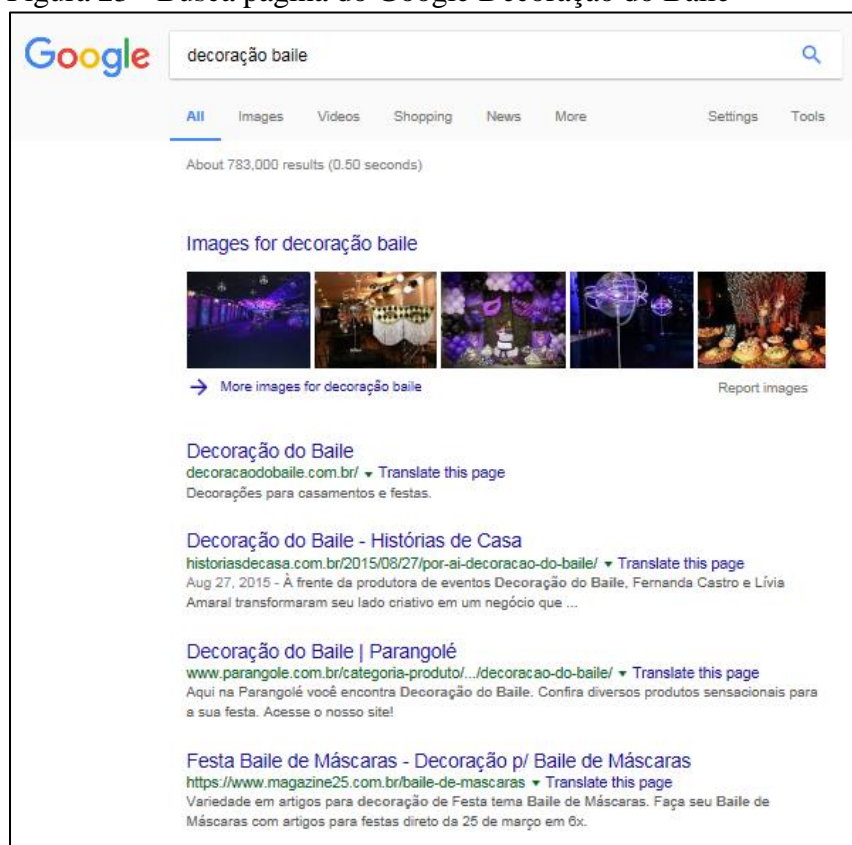 Figura 25 - Busca página do Google Decoração do Baile
Google
decoração baile
All Images Videos Shopping News More Settings Tools
About 783,000 results (0.50 seconds)
Images for decoração baile
→ More images for decoração baile Report images
Decoração do Baile
decoracaodobaile.com.br/ ▾ Translate this page
Decorações para casamentos e festas.
Decoração do Baile - Histórias de Casa
historiasdecasa.com.br/2015/08/27/por-ai-decoracao-do-baile/ ▾ Translate this page
Aug 27, 2015 - À frente da produtora de eventos Decoração do Baile, Fernanda Castro e Lívia
Amaral transformaram seu lado criativo em um negócio que ...
Decoração do Baile | Parangolé
www.parangole.com.br/categoria-produto/.../decoracao-do-baile/ ▾ Translate this page
Aqui na Parangolé você encontra Decoração do Baile. Confira diversos produtos sensacionais para
a sua festa. Acesse o nosso site!
Festa Baile de Máscaras - Decoração p/ Baile de Máscaras
https://www.magazine25.com.br/baile-de-mascaras ▾ Translate this page
Variedade em artigos para decoração de Festa tema Baile de Máscaras. Faça seu Baile de
Máscaras com artigos para festas direto da 25 de março em 6x.